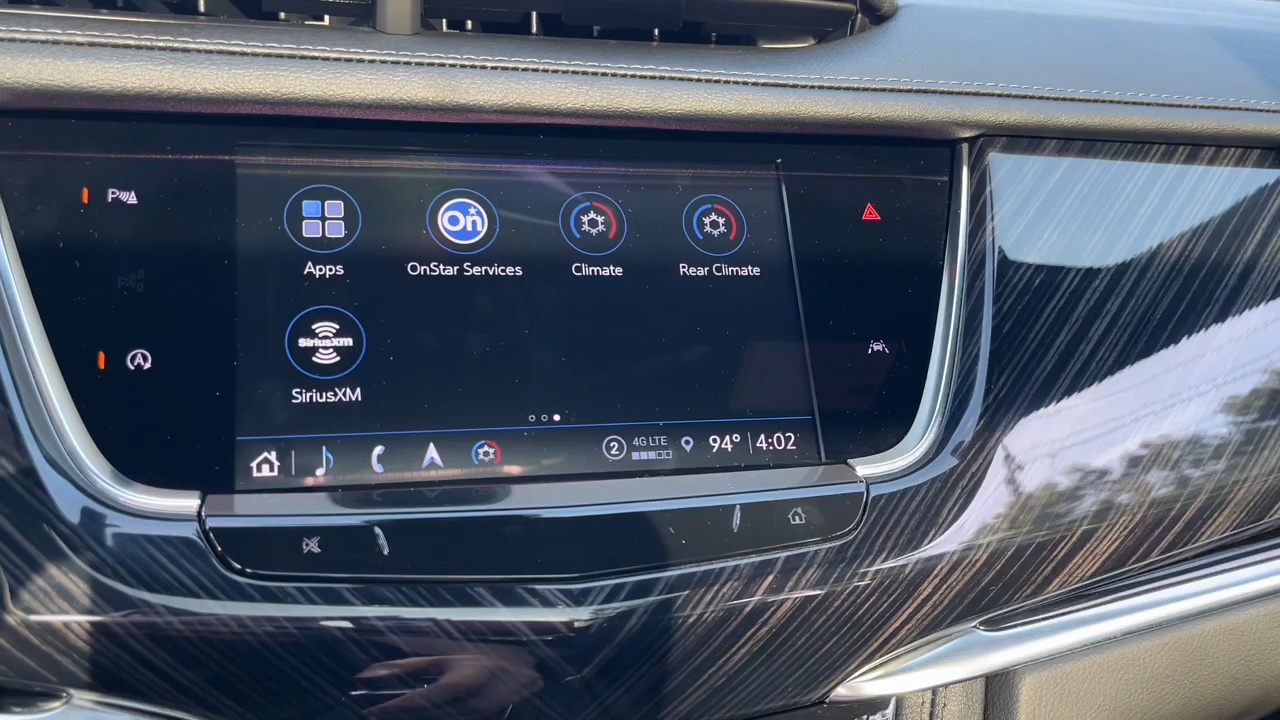 P
Apps
On
OnStar Services
Climate
Rear Climate
A
SiriusXM
SiriusXM
2
4G LTE
94°
4:02